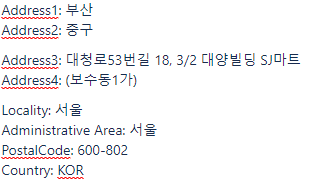 Address1: 부산
Address2: 중구
Address3: 대청로53번길 18, 3/2 대양빌딩 SJ마트
Address4: (보수동1가)
Locality: 서울
Administrative Area: 서울
PostalCode: 600-802
Country: KOR